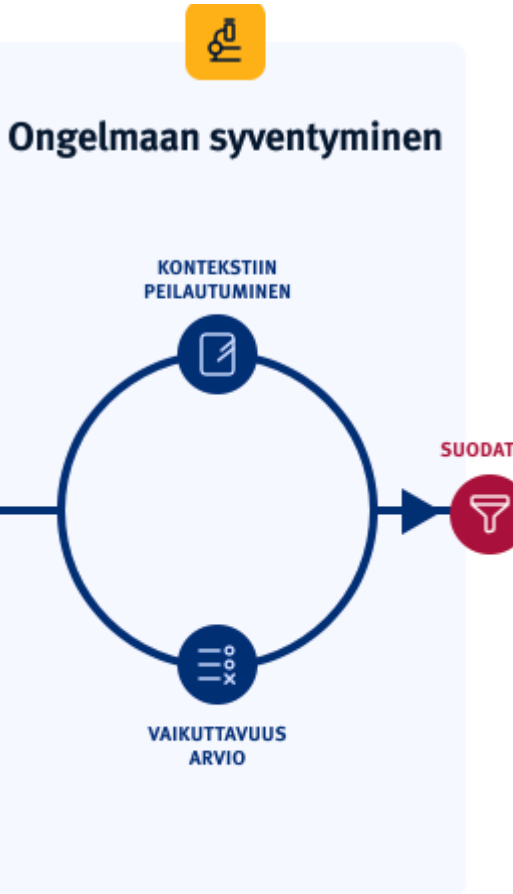 Ongelmaan syventyminen
KONTEKSTIIN
PEILAUTUMINEN
SUODAT
VAIKUTTAVUUS
ARVIO